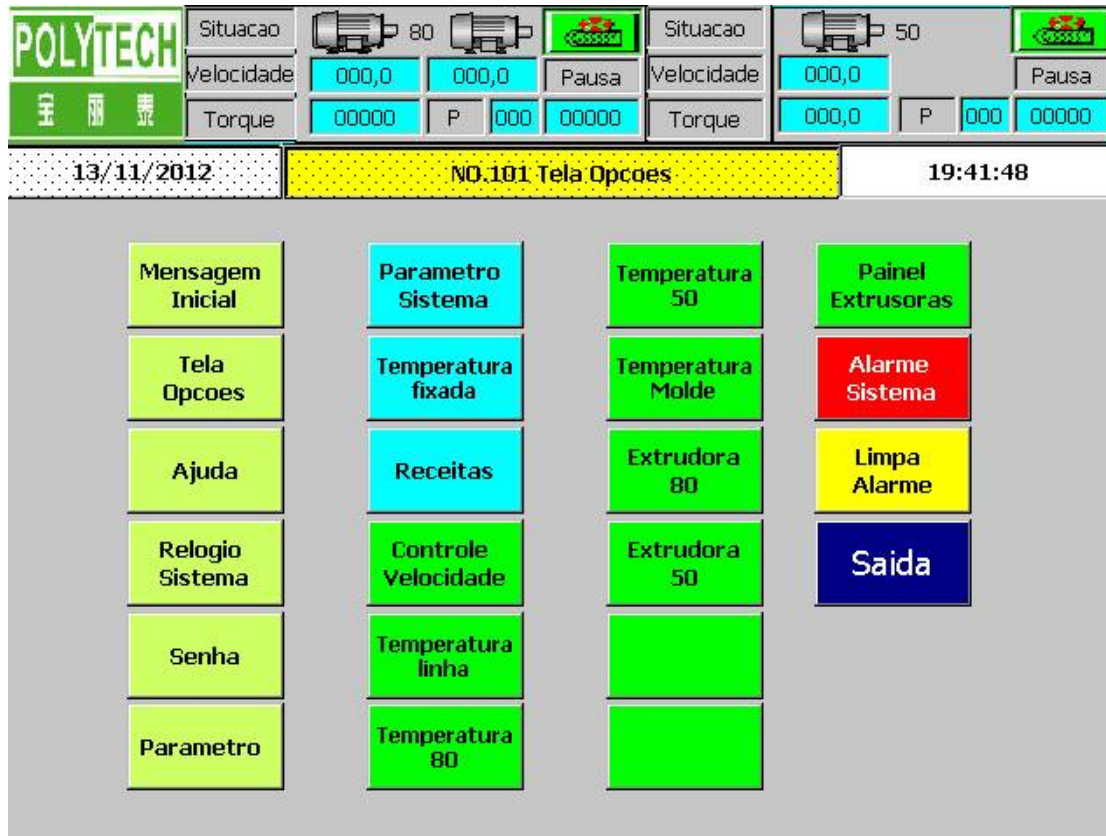 POLYTECH
宝丽泰
Situacao 80 Situacao 50
Velocidade 000,0 000,0 Pausa Velocidade 000,0 Pausa
Torque 00000 P 000 00000 Torque 000,0 P 000 00000
13/11/2012 NO.101 Tela Opcoes 19:41:48
Mensagem
Inicial
Parametro
Sistema
Temperatura
50
Painel
Extrusoras
Tela
Opcoes
Temperatura
fixada
Temperatura
Molde
Alarme
Sistema
Ajuda
Receitas
Extrudora
80
Limpa
Alarme
Relogio
Sistema
Controle
Velocidade
Extrudora
50
Saida
Senha
Temperatura
linha
Parametro
Temperatura
80